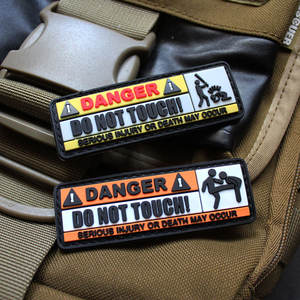 DANGER
DO NOT TOUCH!
SERIOUS INJURY OR DEATH MAY OCCUR
DANGER
DO NOT TOUCH!
SERIOUS INJURY OR DEATH MAY OCCUR